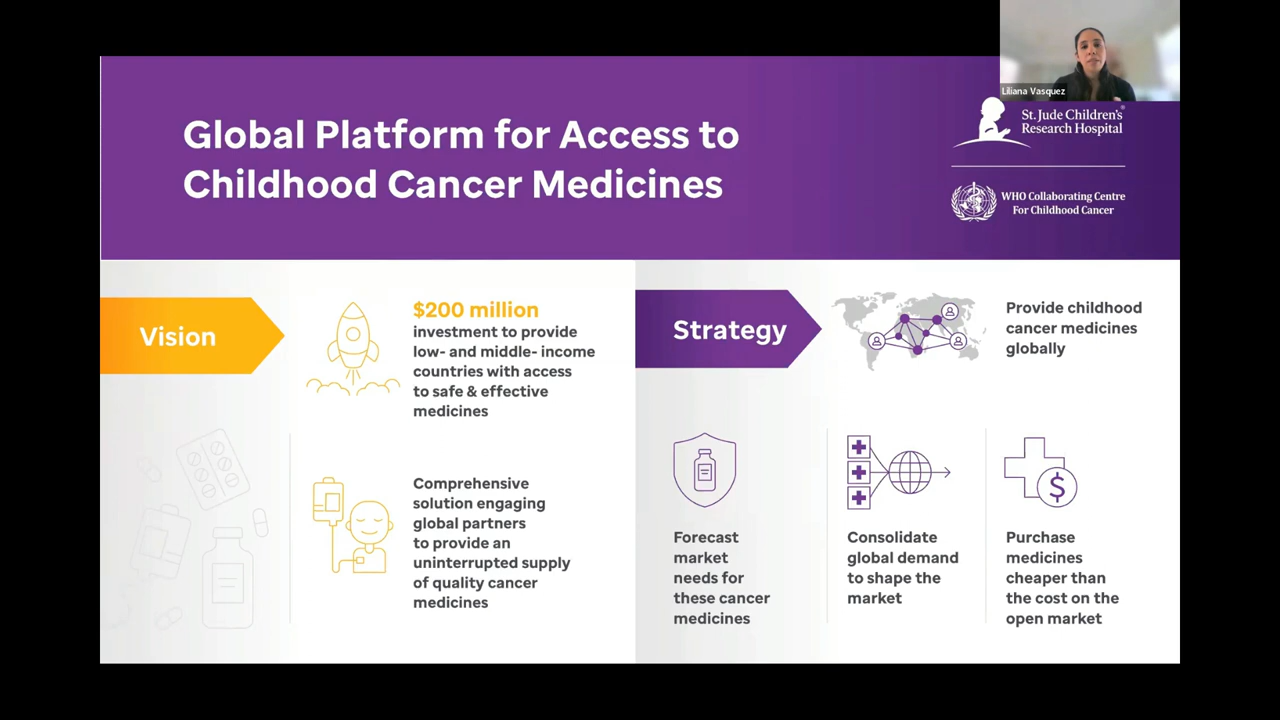 Liliana Vasquez
Global Platform for Access to
Childhood Cancer Medicines
St. Jude Children's
Research Hospital
®
WHO Collaborating Centre
For Childhood Cancer
Vision
$200 million
investment to provide
low- and middle- income
countries with access
to safe & effective
medicines
Comprehensive
solution engaging
global partners
to provide an
uninterrupted supply
of quality cancer
medicines
Strategy
Provide childhood
cancer medicines
globally
Forecast
market
needs for
these cancer
medicines
Consolidate
global demand
to shape the
market
$
Purchase
medicines
cheaper than
the cost on the
open market